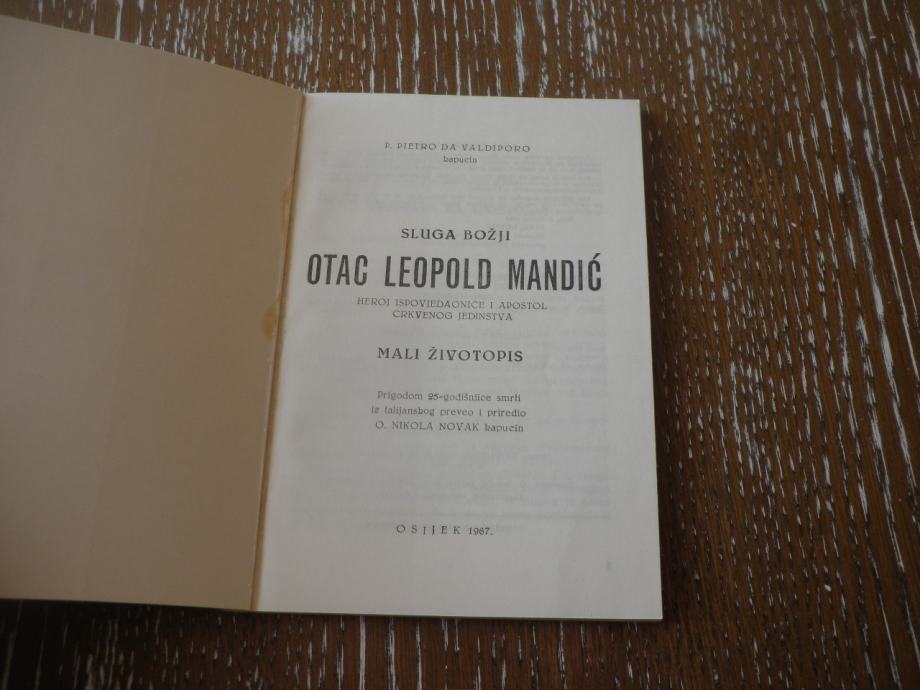 P. PIETRO DA VALDIPORO
kapucin
SLUGA BOŽJI
OTAC LEOPOLD MANDIĆ
HEROJ ISPOVJEDAONICE I APOSTOL
CRKVENOG JEDINSTVA
MALI ŽIVOTOPIS
Prigodom 25-godišnjice smrti
iz talijanskog preveo i priredio
O. NIKOLA NOVAK kapucin
OSIJEK 1967.